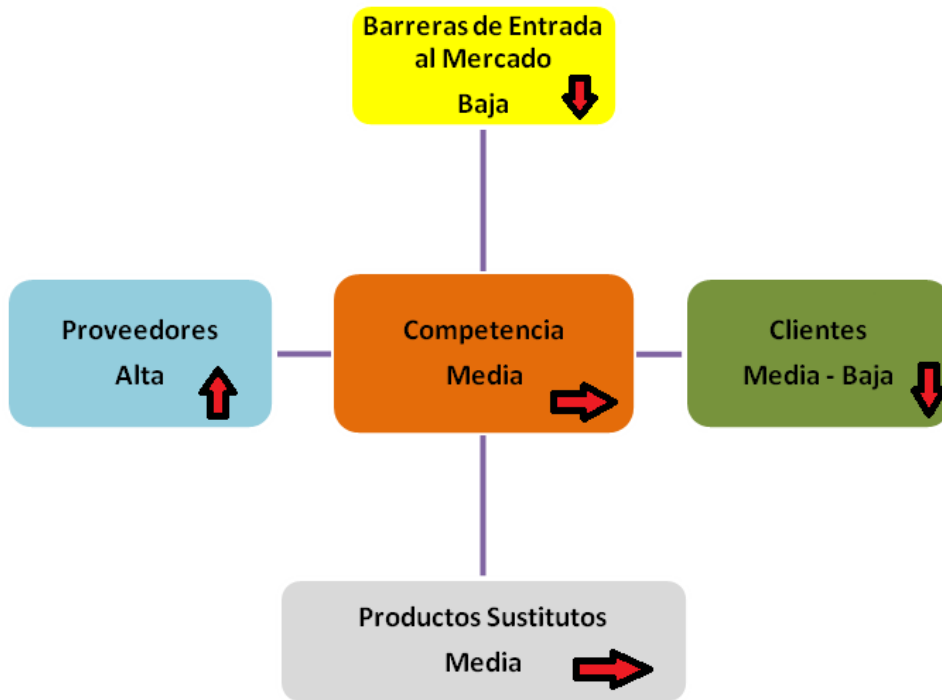 Barreras de Entrada
al Mercado
Baja
Proveedores
Alta
Competencia
Media
Clientes
Media - Baja
Productos Sustitutos
Media